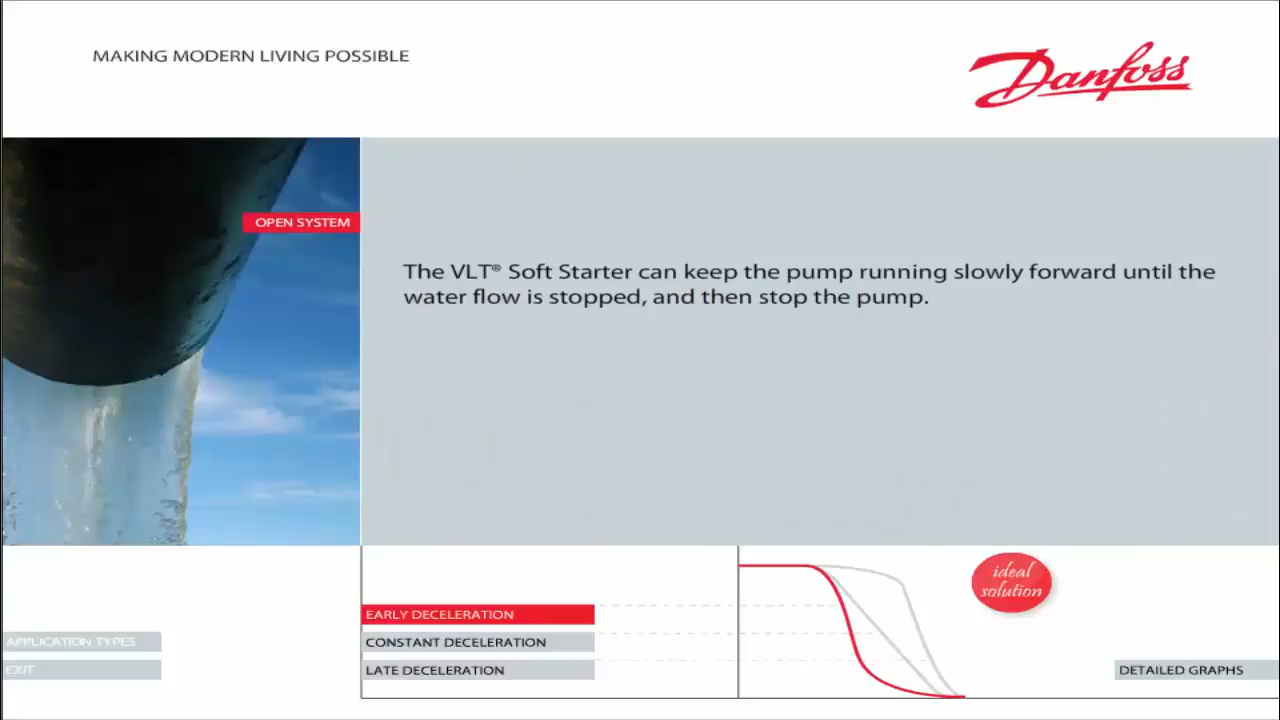 MAKING MODERN LIVING POSSIBLE
Danfoss
OPEN SYSTEM
The VLT® Soft Starter can keep the pump running slowly forward until the
water flow is stopped, and then stop the pump.
ideal
solution
EARLY DECELERATION
APPLICATION TYPES
CONSTANT DECELERATION
EXIT
LATE DECELERATION
DETAILED GRAPHS